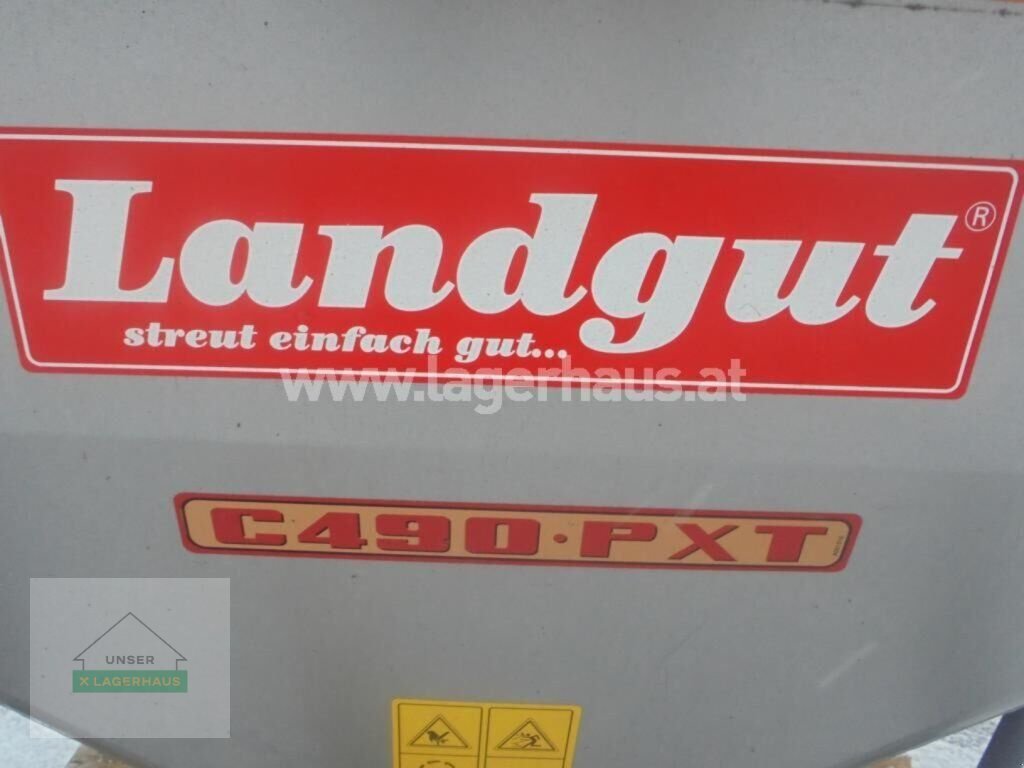 Landgut®
streut einfach gut...
www.lagerhaus.at
C490·PXT
UNSER
X LAGERHAUS